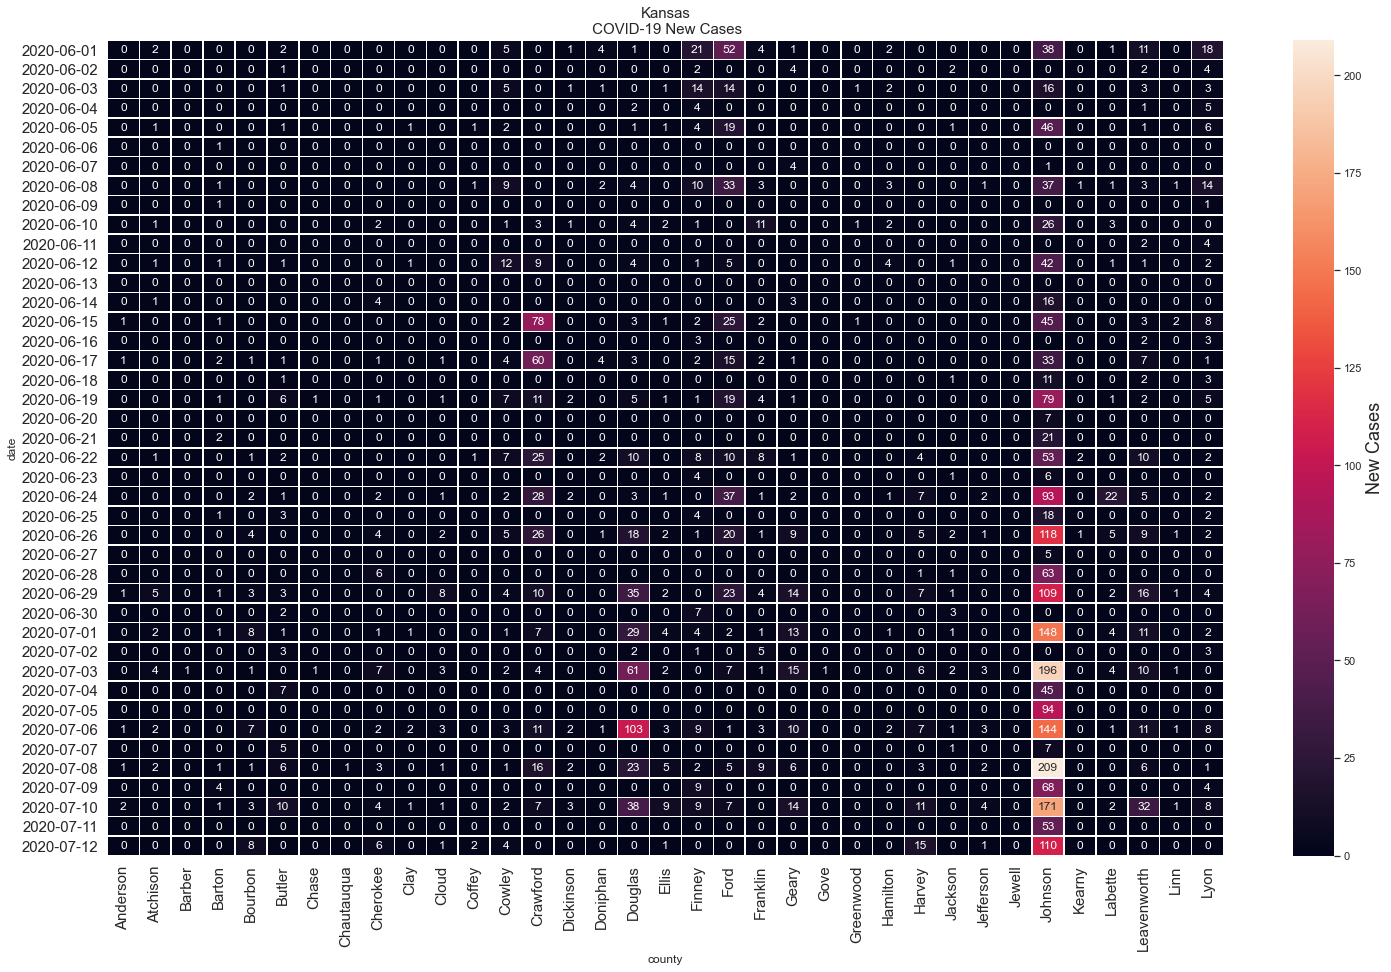 Kansas
COVID-19 New Cases
2020-06-01 0 2 0 0 0 2 0 0 0 0 0 0 5 0 1 4 1 0 21 52 4 1 0 0 2 0 0 0 0 38 0 1 11 0 18
2020-06-02 0 0 0 0 0 1 0 0 0 0 0 0 0 0 0 0 0 0 2 0 0 4 0 0 0 0 2 0 0 0 0 0 2 0 4
2020-06-03 0 0 0 0 0 1 0 0 0 0 0 0 5 0 1 1 0 1 14 14 0 0 0 1 2 0 0 0 0 16 0 0 3 0 3
2020-06-04 0 0 0 0 0 0 0 0 0 0 0 0 0 0 0 0 2 0 4 0 0 0 0 0 0 0 0 0 0 0 0 0 1 0 5
2020-06-05 0 1 0 0 0 1 0 0 0 1 0 1 2 0 0 0 1 1 4 19 0 0 0 0 0 0 1 0 0 46 0 0 1 0 6
2020-06-06 0 0 0 1 0 0 0 0 0 0 0 0 0 0 0 0 0 0 0 0 0 0 0 0 0 0 0 0 0 0 0 0 0 0 0
2020-06-07 0 0 0 0 0 0 0 0 0 0 0 0 0 0 0 0 0 0 0 0 0 4 0 0 0 0 0 0 0 1 0 0 0 0 0
2020-06-08 0 0 0 1 0 0 0 0 0 0 0 1 9 0 0 2 4 0 10 33 3 0 0 0 3 0 0 1 0 37 1 1 3 1 14
2020-06-09 0 0 0 1 0 0 0 0 0 0 0 0 0 0 0 0 0 0 0 0 0 0 0 0 0 0 0 0 0 0 0 0 0 0 1
2020-06-10 0 1 0 0 0 0 0 0 2 0 0 0 1 3 1 0 4 2 1 0 11 0 0 1 2 0 0 0 0 26 0 3 0 0 0
2020-06-11 0 0 0 0 0 0 0 0 0 0 0 0 0 0 0 0 0 0 0 0 0 0 0 0 0 0 0 0 0 0 0 0 2 0 4
2020-06-12 0 1 0 1 0 1 0 0 0 1 0 0 12 9 0 0 4 0 1 5 0 0 0 0 4 0 1 0 0 42 0 1 1 0 2
2020-06-13 0 0 0 0 0 0 0 0 0 0 0 0 0 0 0 0 0 0 0 0 0 0 0 0 0 0 0 0 0 0 0 0 0 0 0
2020-06-14 0 1 0 0 0 0 0 0 4 0 0 0 0 0 0 0 0 0 0 0 0 3 0 0 0 0 0 0 0 16 0 0 0 0 0
2020-06-15 1 0 0 1 0 0 0 0 0 0 0 0 2 78 0 0 3 1 2 25 2 0 0 1 0 0 0 0 0 45 0 0 3 2 8
2020-06-16 0 0 0 0 0 0 0 0 0 0 0 0 0 0 0 0 0 0 3 0 0 0 0 0 0 0 0 0 0 0 0 0 2 0 3
2020-06-17 1 0 0 2 1 1 0 0 1 0 1 0 4 60 0 4 3 0 2 15 2 1 0 0 0 0 0 0 0 33 0 0 7 0 1
2020-06-18 0 0 0 0 0 1 0 0 0 0 0 0 0 0 0 0 0 0 0 0 0 0 0 0 0 0 1 0 0 11 0 0 2 0 3
2020-06-19 0 0 0 1 0 6 1 0 1 0 1 0 7 11 2 0 5 1 1 19 4 1 0 0 0 0 0 0 0 79 0 1 2 0 5
2020-06-20 0 0 0 0 0 0 0 0 0 0 0 0 0 0 0 0 0 0 0 0 0 0 0 0 0 0 0 0 0 7 0 0 0 0 0
2020-06-21 0 0 0 2 0 0 0 0 0 0 0 0 0 0 0 0 0 0 0 0 0 0 0 0 0 0 0 0 0 21 0 0 0 0 0
2020-06-22 0 1 0 0 1 2 0 0 0 0 0 1 7 25 0 2 10 0 8 10 8 1 0 0 0 4 0 0 0 53 2 0 10 0 2
2020-06-23 0 0 0 0 0 0 0 0 0 0 0 0 0 0 0 0 0 0 4 0 0 0 0 0 0 0 1 0 0 6 0 0 0 0 0
2020-06-24 0 0 0 0 2 1 0 0 2 0 1 0 2 28 2 0 3 1 0 37 1 2 0 0 1 7 0 2 0 93 0 22 5 0 2
2020-06-25 0 0 0 1 0 3 0 0 0 0 0 0 0 0 0 0 0 0 4 0 0 0 0 0 0 0 0 0 0 18 0 0 0 0 2
2020-06-26 0 0 0 0 4 0 0 0 4 0 2 0 5 26 0 1 18 2 1 20 1 9 0 0 0 5 2 1 0 118 1 5 9 1 2
2020-06-27 0 0 0 0 0 0 0 0 0 0 0 0 0 0 0 0 0 0 0 0 0 0 0 0 0 0 0 0 0 5 0 0 0 0 0
2020-06-28 0 0 0 0 0 0 0 0 6 0 0 0 0 0 0 0 0 0 0 0 0 0 0 0 0 1 1 0 0 63 0 0 0 0 0
2020-06-29 1 5 0 1 3 3 0 0 0 0 8 0 4 10 0 0 35 2 0 23 4 14 0 0 0 7 1 0 0 109 0 2 16 1 4
2020-06-30 0 0 0 0 0 2 0 0 0 0 0 0 0 0 0 0 0 0 7 0 0 0 0 0 0 0 3 0 0 0 0 0 0 0 0
2020-07-01 0 2 0 1 8 1 0 0 1 1 0 0 1 7 0 0 29 4 4 2 1 13 0 0 1 0 1 0 0 148 0 4 11 0 2
2020-07-02 0 0 0 0 0 3 0 0 0 0 0 0 0 0 0 0 2 0 1 0 5 0 0 0 0 0 0 0 0 0 0 0 0 0 3
2020-07-03 0 4 1 0 1 0 1 0 7 0 3 0 2 4 0 0 61 2 0 7 1 15 1 0 0 6 2 3 0 196 0 4 10 1 0
2020-07-04 0 0 0 0 0 7 0 0 0 0 0 0 0 0 0 0 0 0 0 0 0 0 0 0 0 0 0 0 0 45 0 0 0 0 0
2020-07-05 0 0 0 0 0 0 0 0 0 0 0 0 0 0 0 0 0 0 0 0 0 0 0 0 0 0 0 0 0 94 0 0 0 0 0
2020-07-06 1 2 0 0 7 0 0 0 2 2 3 0 3 11 2 1 103 3 9 1 3 10 0 0 2 7 1 3 0 144 0 1 11 1 8
2020-07-07 0 0 0 0 0 5 0 0 0 0 0 0 0 0 0 0 0 0 0 0 0 0 0 0 0 0 1 0 0 7 0 0 0 0 0
2020-07-08 1 2 0 1 1 6 0 1 3 0 1 0 1 16 2 0 23 5 2 5 9 6 0 0 0 3 0 2 0 209 0 0 6 0 1
2020-07-09 0 0 0 4 0 0 0 0 0 0 0 0 0 0 0 0 0 0 9 0 0 0 0 0 0 0 0 0 0 68 0 0 0 0 4
2020-07-10 2 0 0 1 3 10 0 0 4 1 1 0 2 7 3 0 38 9 9 7 0 14 0 0 0 11 0 4 0 171 0 2 32 1 8
2020-07-11 0 0 0 0 0 0 0 0 0 0 0 0 0 0 0 0 0 0 0 0 0 0 0 0 0 0 0 0 0 53 0 0 0 0 0
2020-07-12 0 0 0 0 8 0 0 0 6 0 1 2 4 0 0 0 0 1 0 0 0 0 0 0 0 15 0 1 0 110 0 0 0 0 0
Anderson Atchison Barber Barton Bourbon Butler Chase Chautauqua Cherokee Clay Cloud Coffey Cowley Crawford Dickinson Doniphan Douglas Ellis Finney Ford Franklin Geary Gove Greenwood Hamilton Harvey Jackson Jefferson Jewell Johnson Kearny Labette Leavenworth Linn Lyon
county
date
200
175
150
125
100
75
50
25
0
New Cases